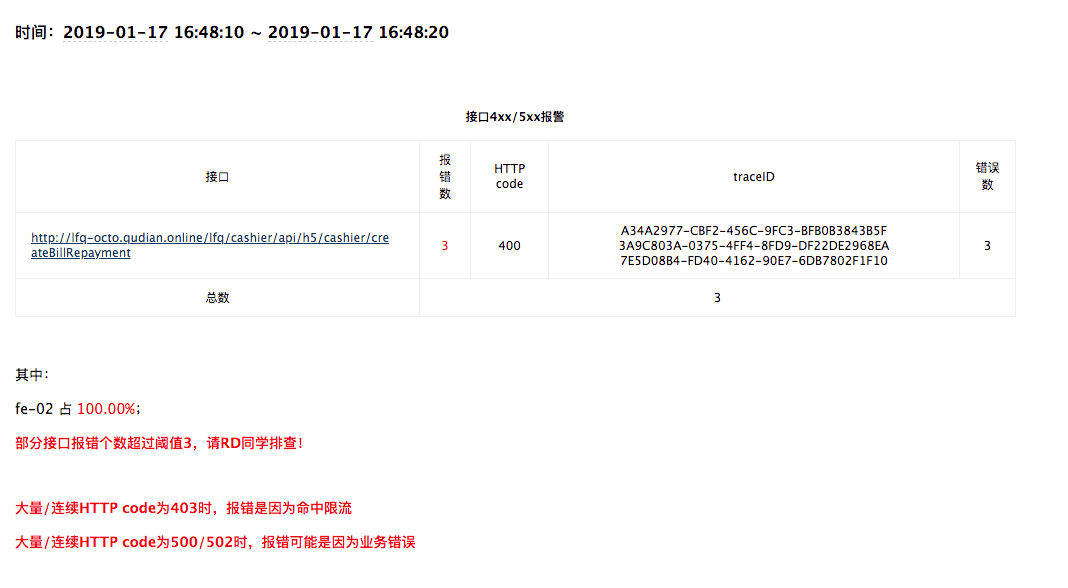 时间：2019-01-17 16:48:10 ~ 2019-01-17 16:48:20
接口4xx/5xx报警
接口
报
错
数
HTTP
code
traceID
错误
数
http://lfq-octo.qudian.online/lfq/cashier/api/h5/cashier/cre
ateBillRepayment
3
400
A34A2977-CBF2-456C-9FC3-BFB0B3843B5F
3A9C803A-0375-4FF4-8FD9-DF22DE2968EA
7E5D08B4-FD40-4162-90E7-6DB7802F1F10
3
总数
3
其中：
fe-02 占 100.00%；
部分接口报错个数超过阈值3，请RD同学排查！
大量/连续HTTP code为403时，报错是因为命中限流
大量/连续HTTP code为500/502时，报错可能是因为业务错误